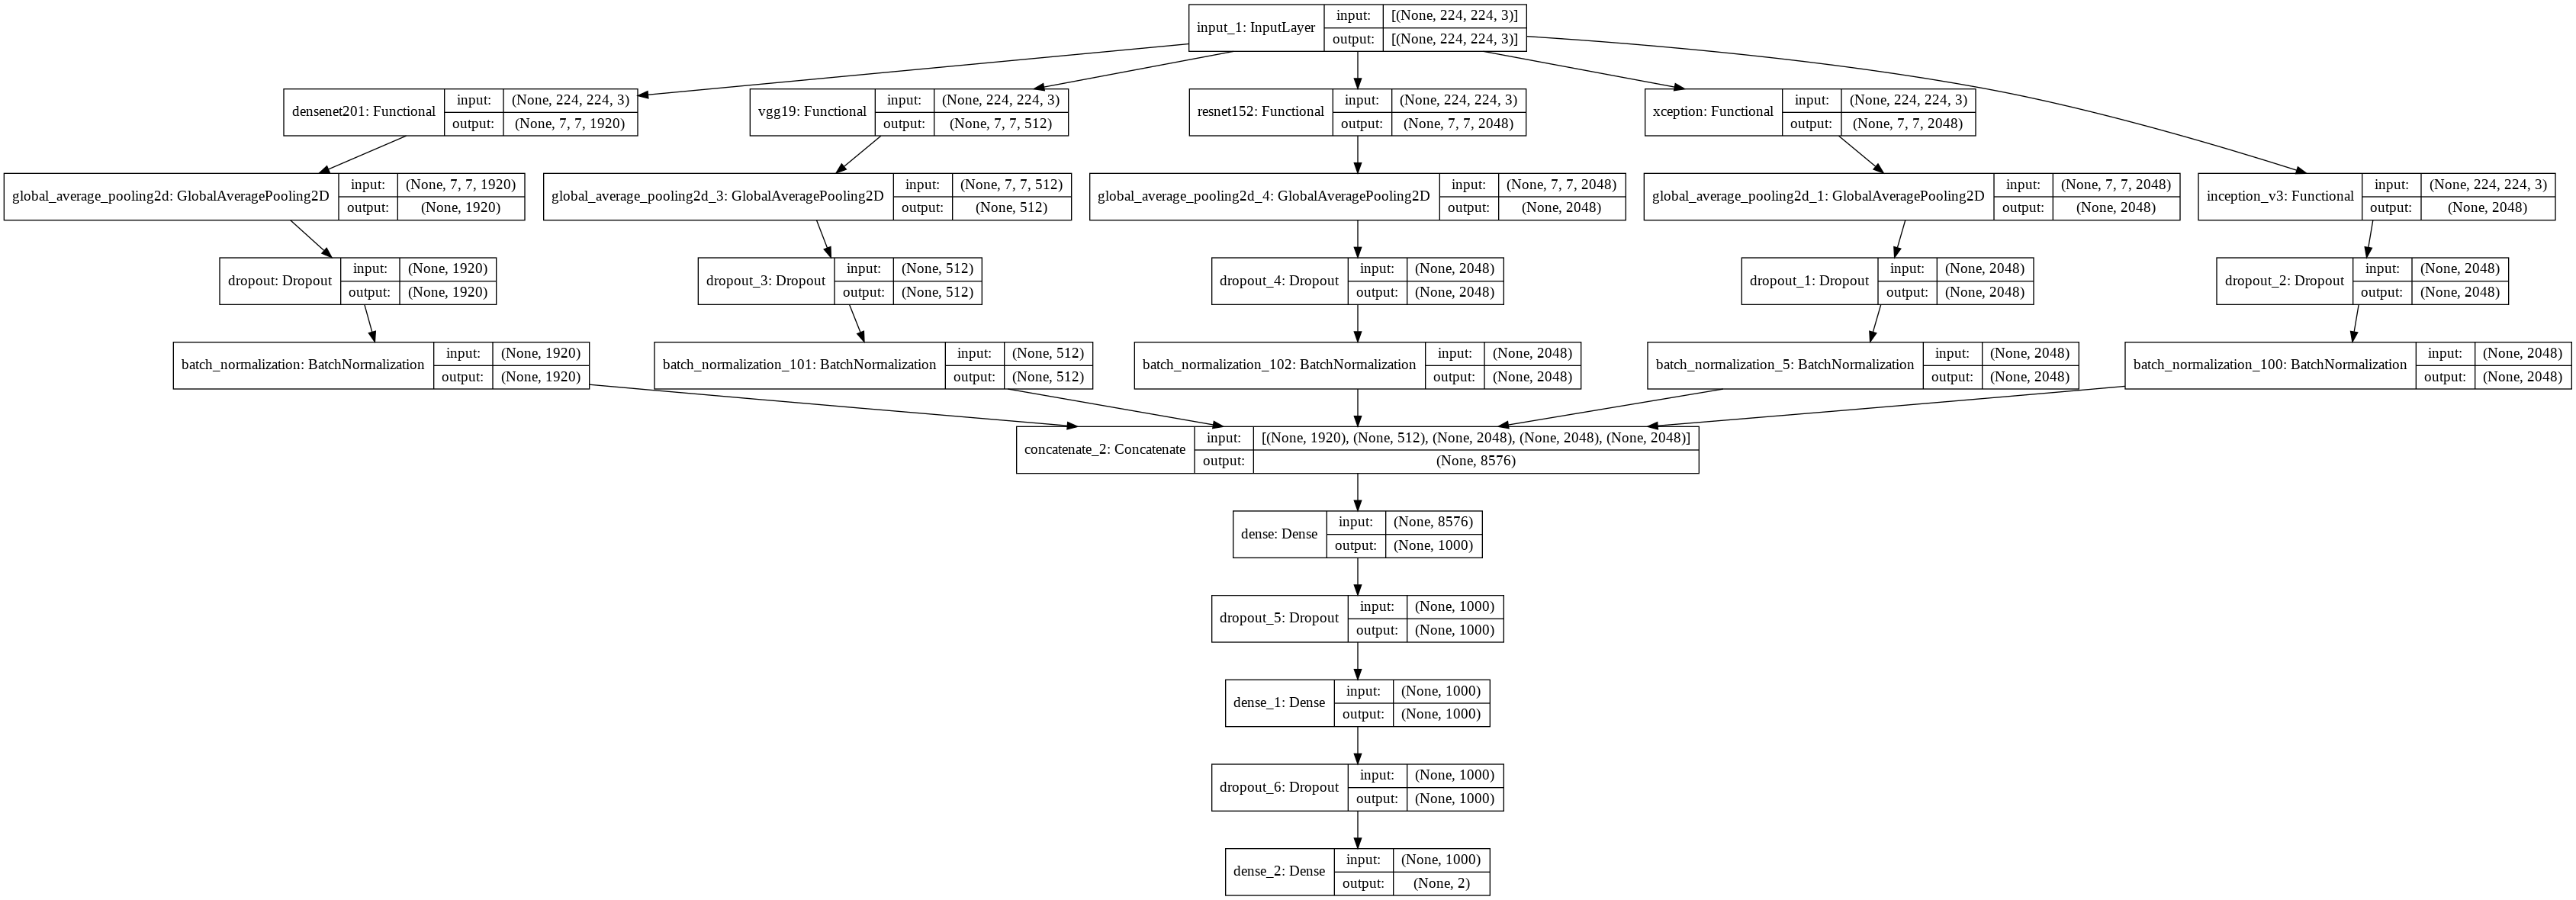 input_1: InputLayer
input: [(None, 224, 224, 3)]
output: [(None, 224, 224, 3)]
densenet201: Functional
input: (None, 224, 224, 3)
output: (None, 7, 7, 1920)
vgg19: Functional
input: (None, 224, 224, 3)
output: (None, 7, 7, 512)
resnet152: Functional
input: (None, 224, 224, 3)
output: (None, 7, 7, 2048)
xception: Functional
input: (None, 224, 224, 3)
output: (None, 7, 7, 2048)
global_average_pooling2d: GlobalAveragePooling2D
input: (None, 7, 7, 1920)
output: (None, 1920)
global_average_pooling2d_3: GlobalAveragePooling2D
input: (None, 7, 7, 512)
output: (None, 512)
global_average_pooling2d_4: GlobalAveragePooling2D
input: (None, 7, 7, 2048)
output: (None, 2048)
global_average_pooling2d_1: GlobalAveragePooling2D
input: (None, 7, 7, 2048)
output: (None, 2048)
inception_v3: Functional
input: (None, 224, 224, 3)
output: (None, 2048)
dropout: Dropout
input: (None, 1920)
output: (None, 1920)
dropout_3: Dropout
input: (None, 512)
output: (None, 512)
dropout_4: Dropout
input: (None, 2048)
output: (None, 2048)
dropout_1: Dropout
input: (None, 2048)
output: (None, 2048)
dropout_2: Dropout
input: (None, 2048)
output: (None, 2048)
batch_normalization: BatchNormalization
input: (None, 1920)
output: (None, 1920)
batch_normalization_101: BatchNormalization
input: (None, 512)
output: (None, 512)
batch_normalization_102: BatchNormalization
input: (None, 2048)
output: (None, 2048)
batch_normalization_5: BatchNormalization
input: (None, 2048)
output: (None, 2048)
batch_normalization_100: BatchNormalization
input: (None, 2048)
output: (None, 2048)
concatenate_2: Concatenate
input: [(None, 1920), (None, 512), (None, 2048), (None, 2048), (None, 2048)]
output: (None, 8576)
dense: Dense
input: (None, 8576)
output: (None, 1000)
dropout_5: Dropout
input: (None, 1000)
output: (None, 1000)
dense_1: Dense
input: (None, 1000)
output: (None, 1000)
dropout_6: Dropout
input: (None, 1000)
output: (None, 1000)
dense_2: Dense
input: (None, 1000)
output: (None, 2)